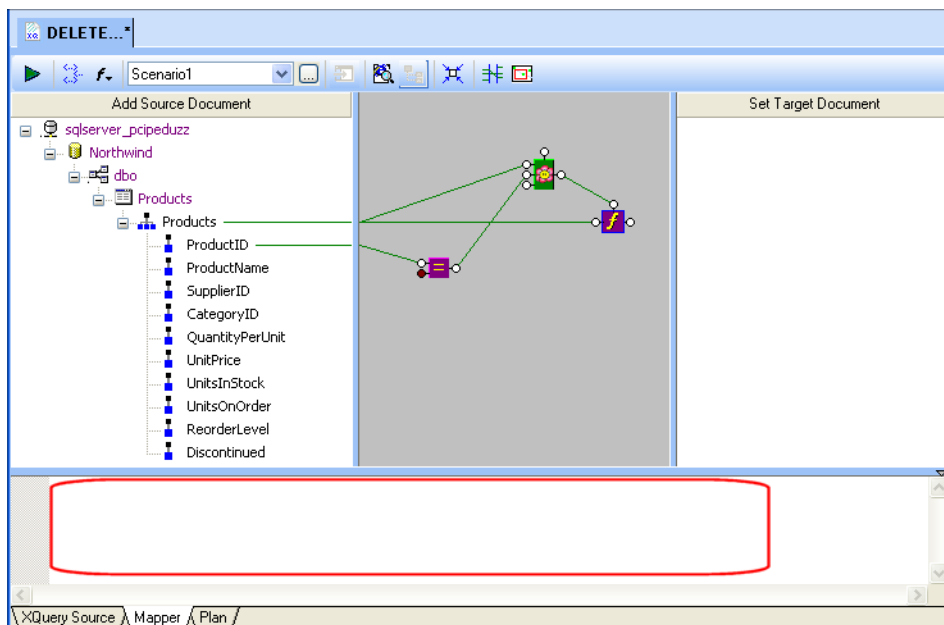 DELETE...*
Scenario1
Add Source Document
Set Target Document
sqlserver_pcipeduzz
Northwind
dbo
Products
Products
ProductID
ProductName
SupplierID
CategoryID
QuantityPerUnit
UnitPrice
UnitsInStock
UnitsOnOrder
ReorderLevel
Discontinued
XQuery Source
Mapper
Plan